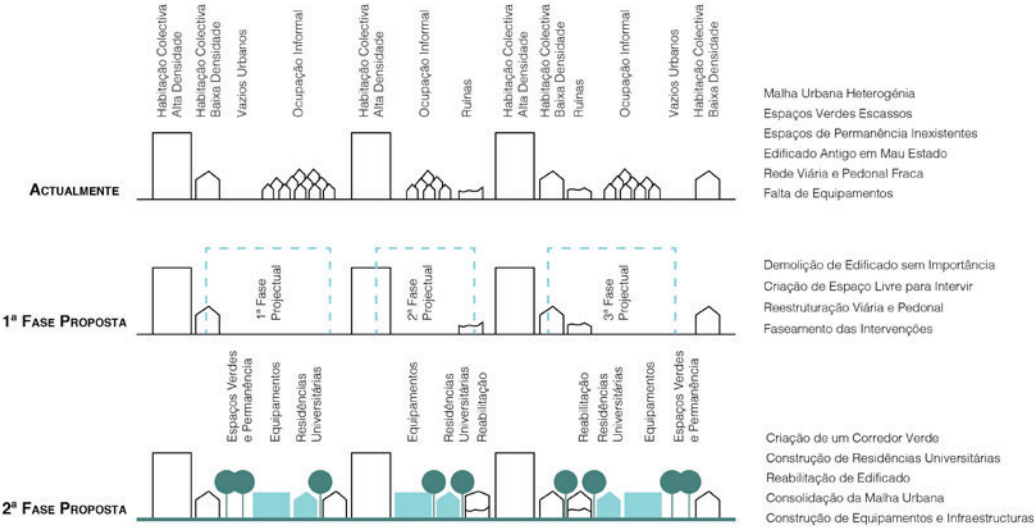 Habitação Colectiva
Alta Densidade
Habitação Colectiva
Baixa Densidade
Vazios Urbanos
Ocupação Informal
Habitação Colectiva
Alta Densidade
Ocupação Informal
Ruínas
Habitação Colectiva
Alta Densidade
Habitação Colectiva
Baixa Densidade
Ruínas
Ocupação Informal
Vazios Urbanos
Habitação Colectiva
Baixa Densidade
ACTUALMENTE
Malha Urbana Heterogénia
Espaços Verdes Escassos
Espaços de Permanência Inexistentes
Edificado Antigo em Mau Estado
Rede Viária e Pedonal Fraca
Falta de Equipamentos
1ª FASE PROPOSTA
1ª Fase
Projectual
2ª Fase
Projectual
3ª Fase
Projectual
Demolição de Edificado sem Importância
Criação de Espaço Livre para Intervir
Reestruturação Viária e Pedonal
Faseamento das Intervenções
Espaços Verdes
e Permanência
Equipamentos
Residências
Universitárias
Equipamentos
Residências
Universitárias
Reabilitação
Reabilitação
Residências
Universitárias
Equipamentos
Espaços Verdes
e Permanência
2ª FASE PROPOSTA
Criação de um Corredor Verde
Construção de Residências Universitárias
Reabilitação de Edificado
Consolidação da Malha Urbana
Construção de Equipamentos e Infraestructuras